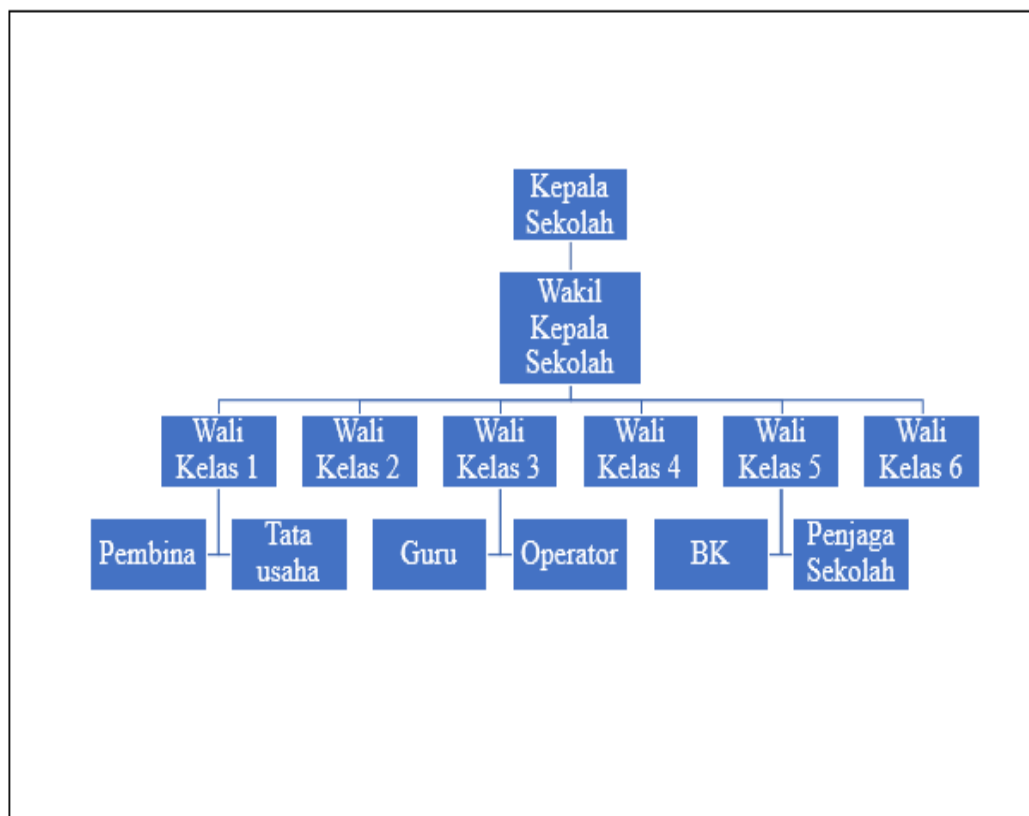 Kepala
Sekolah
Wakil
Kepala
Sekolah
Wali
Kelas 1
Wali
Kelas 2
Wali
Kelas 3
Wali
Kelas 4
Wali
Kelas 5
Wali
Kelas 6
Pembina
Tata
usaha
Guru
Operator
BK
Penjaga
Sekolah